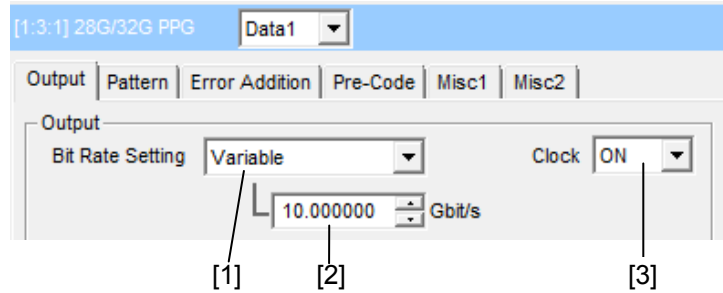 [1:3:1] 28G/32G PPG Data1
Output Pattern Error Addition Pre-Code Misc1 Misc2
Output
Bit Rate Setting Variable Clock ON
10.000000 Gbit/s
[1] [2] [3]